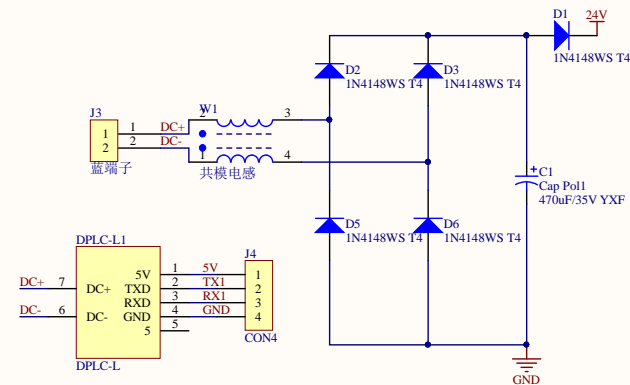 D1
24V
1N4148WS T4
D2
1N4148WS T4
D3
1N4148WS T4
J3
1
2
蓝端子
1
2
DC+
DC-
W1
2
1
3
4
共模电感
C1
Cap Pol1
470uF/35V YXF
D5
1N4148WS T4
D6
1N4148WS T4
GND
DPLC-L1
DC+
7
DC-
6
DC+
DC-
5V
TXD
RXD
GND
5
1
2
3
4
5
5V
TX1
RX1
GND
J4
1
2
3
4
CON4
DPLC-L